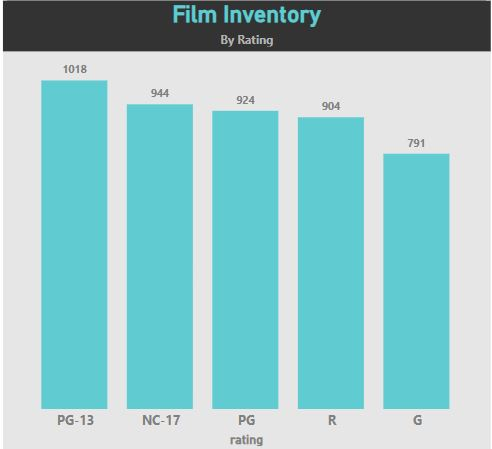 Film Inventory
By Rating
1018
944
924
904
791
PG-13 NC-17 PG R G
rating